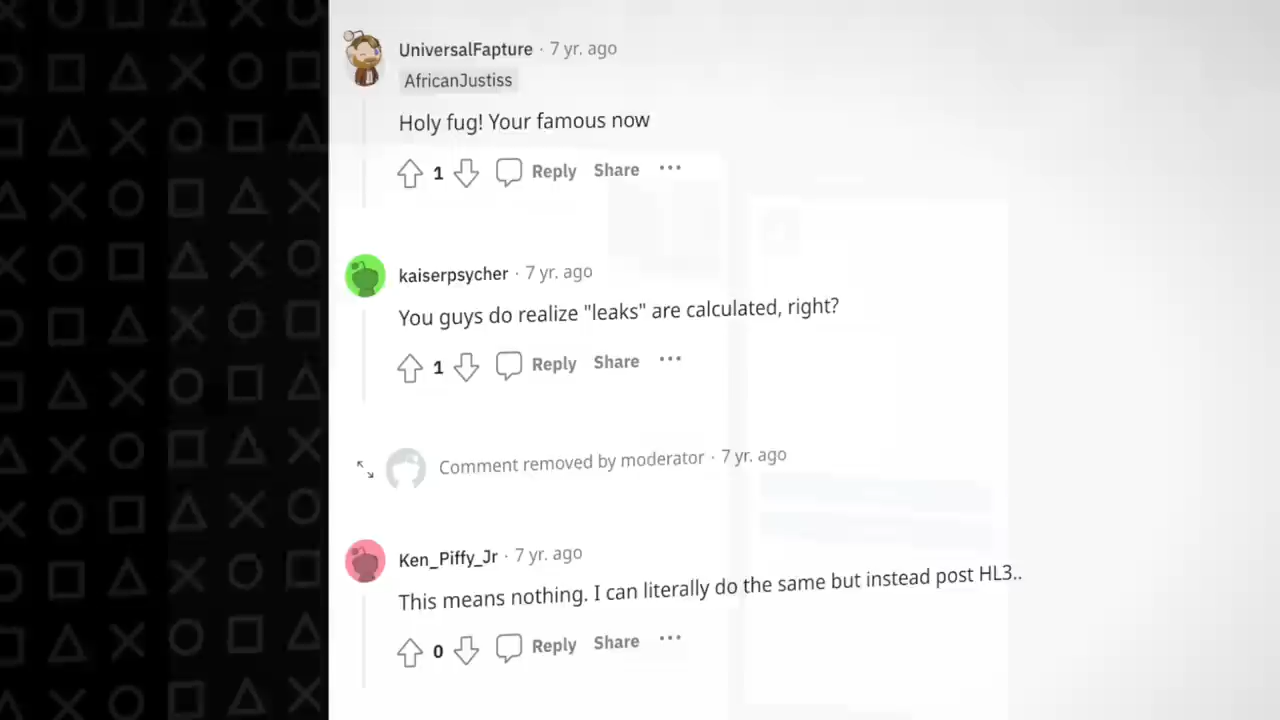 UniversalFapture · 7 yr. ago
AfricanJustiss
Holy fug! Your famous now
1 Reply Share ···
kaiserpsycher · 7 yr. ago
You guys do realize "leaks" are calculated, right?
1 Reply Share ···
Comment removed by moderator · 7 yr. ago
Ken_Piffy_Jr · 7 yr. ago
This means nothing. I can literally do the same but instead post HL3..
0 Reply Share ···